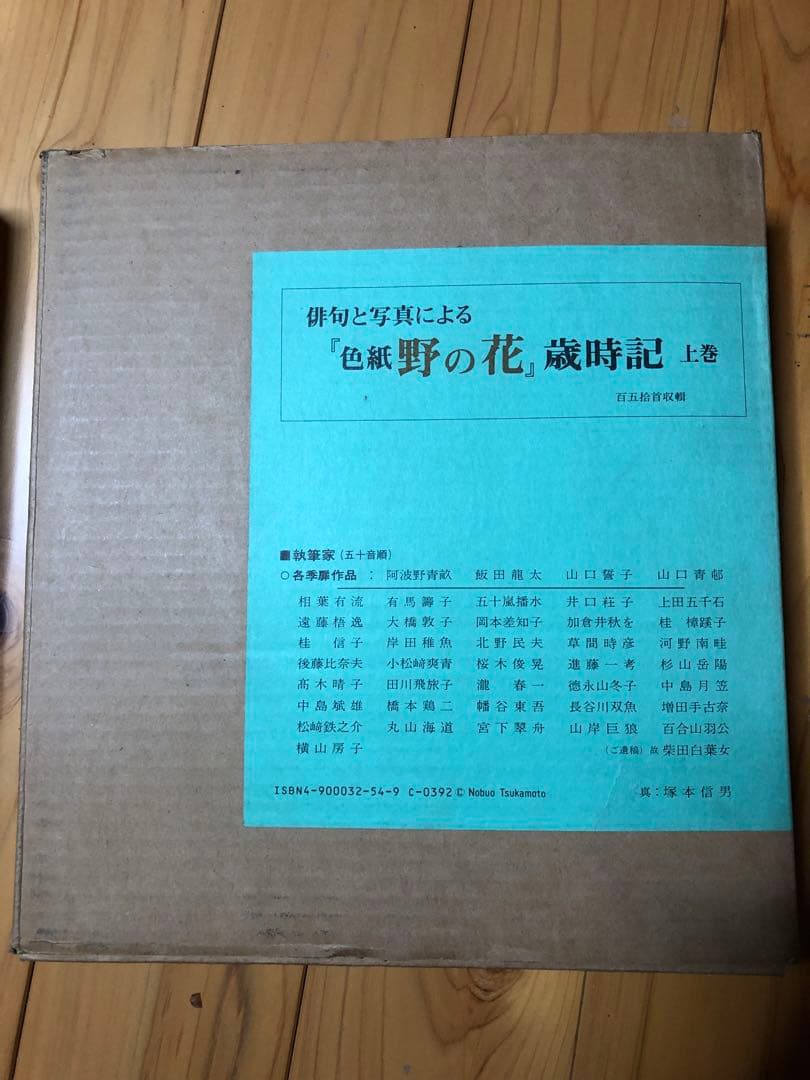 俳句と写真による
『色紙 野の花』歳時記 上巻
百五拾首収輯
■執筆家(五十音順)
○各季扉作品 : 阿波野青畝 飯田龍太 山口誓子 山口青邨
相葉有流 有馬籌子 五十嵐播水 井口荘子 上田五千石
遠藤梧逸 大橋敦子 岡本差知子 加倉井秋を 桂樟蹊子
桂信子 岸田稚魚 北野民夫 草間時彦 河野南畦
後藤比奈夫 小松崎爽青 桜木俊晃 進藤一考 杉山岳陽
髙木晴子 田川飛旅子 瀧春一 徳永山冬子 中島月笠
中島斌雄 橋本鶏二 幡谷東吾 長谷川双魚 増田手古奈
松﨑鉄之介 丸山海道 宮下翠舟 山岸巨狼 百合山羽公
横山房子 (ご遺稿) 故 柴田白葉女
ISBN4-900032-54-9 C-0392 © Nobuo Tsukamoto 真:塚本信男